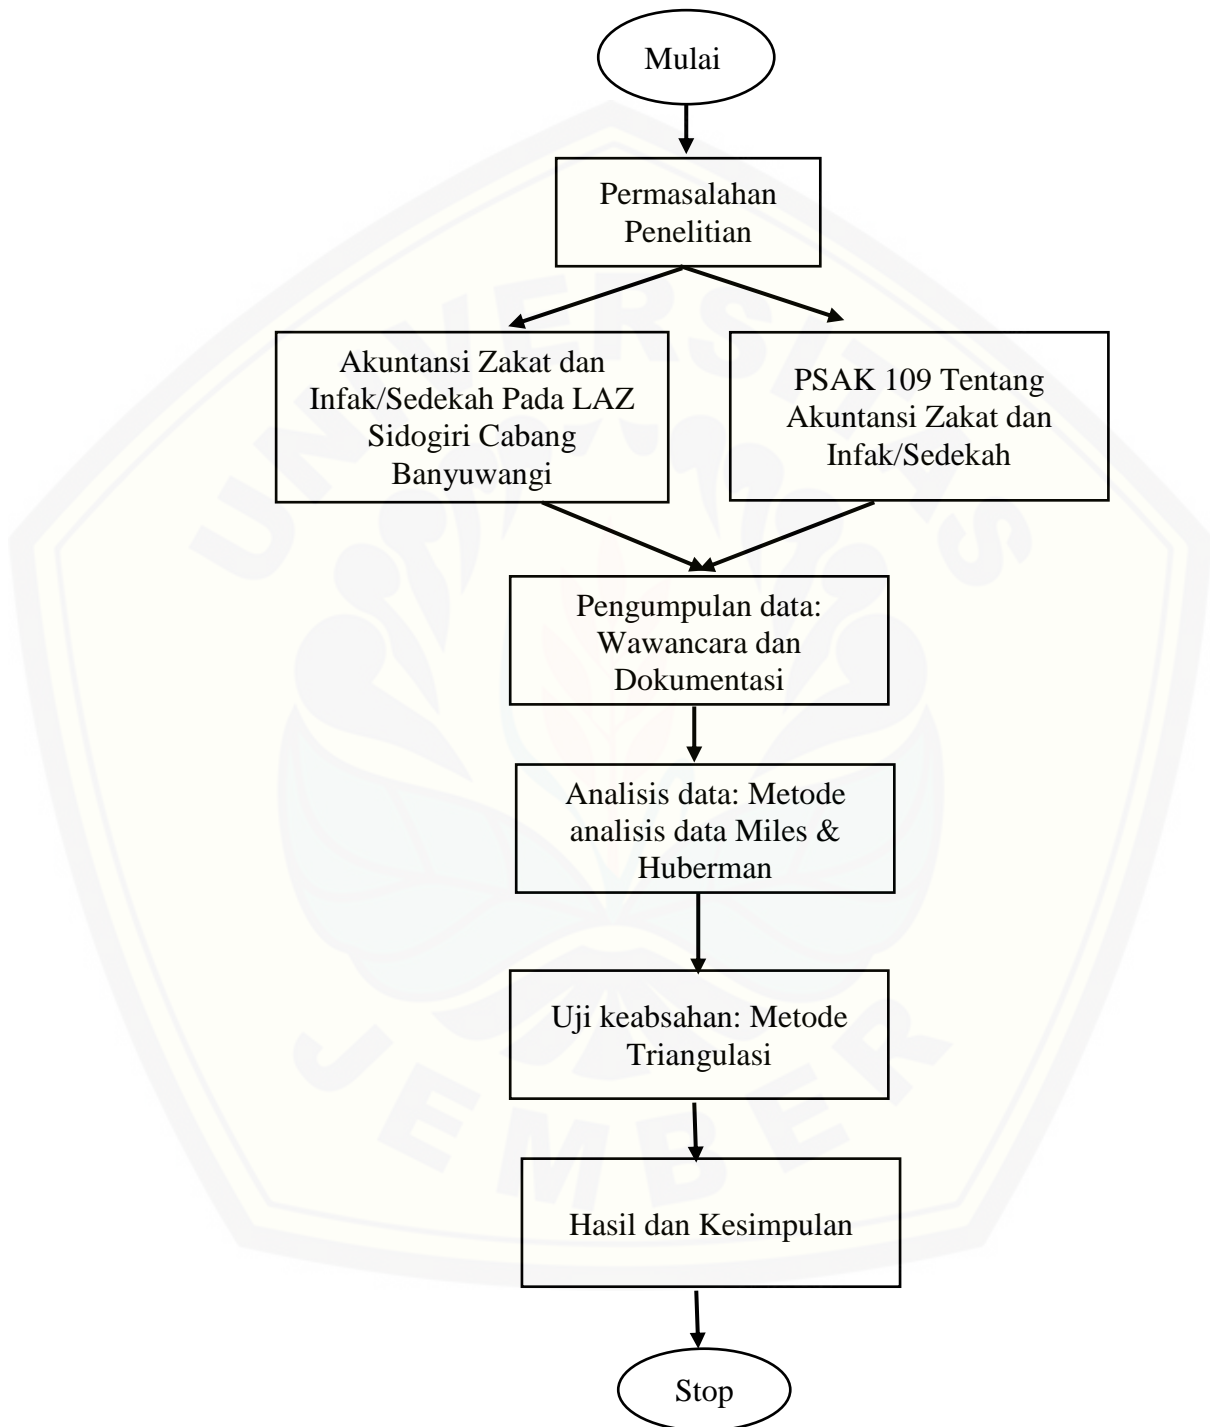 Mulai
Permasalahan
Penelitian
Akuntansi Zakat dan
Infak/Sedekah Pada LAZ
Sidogiri Cabang
Banyuwangi
PSAK 109 Tentang
Akuntansi Zakat dan
Infak/Sedekah
Pengumpulan data:
Wawancara dan
Dokumentasi
Analisis data: Metode
analisis data Miles &
Huberman
Uji keabsahan: Metode
Triangulasi
Hasil dan Kesimpulan
Stop
UNIVERSITAS
JEMBER